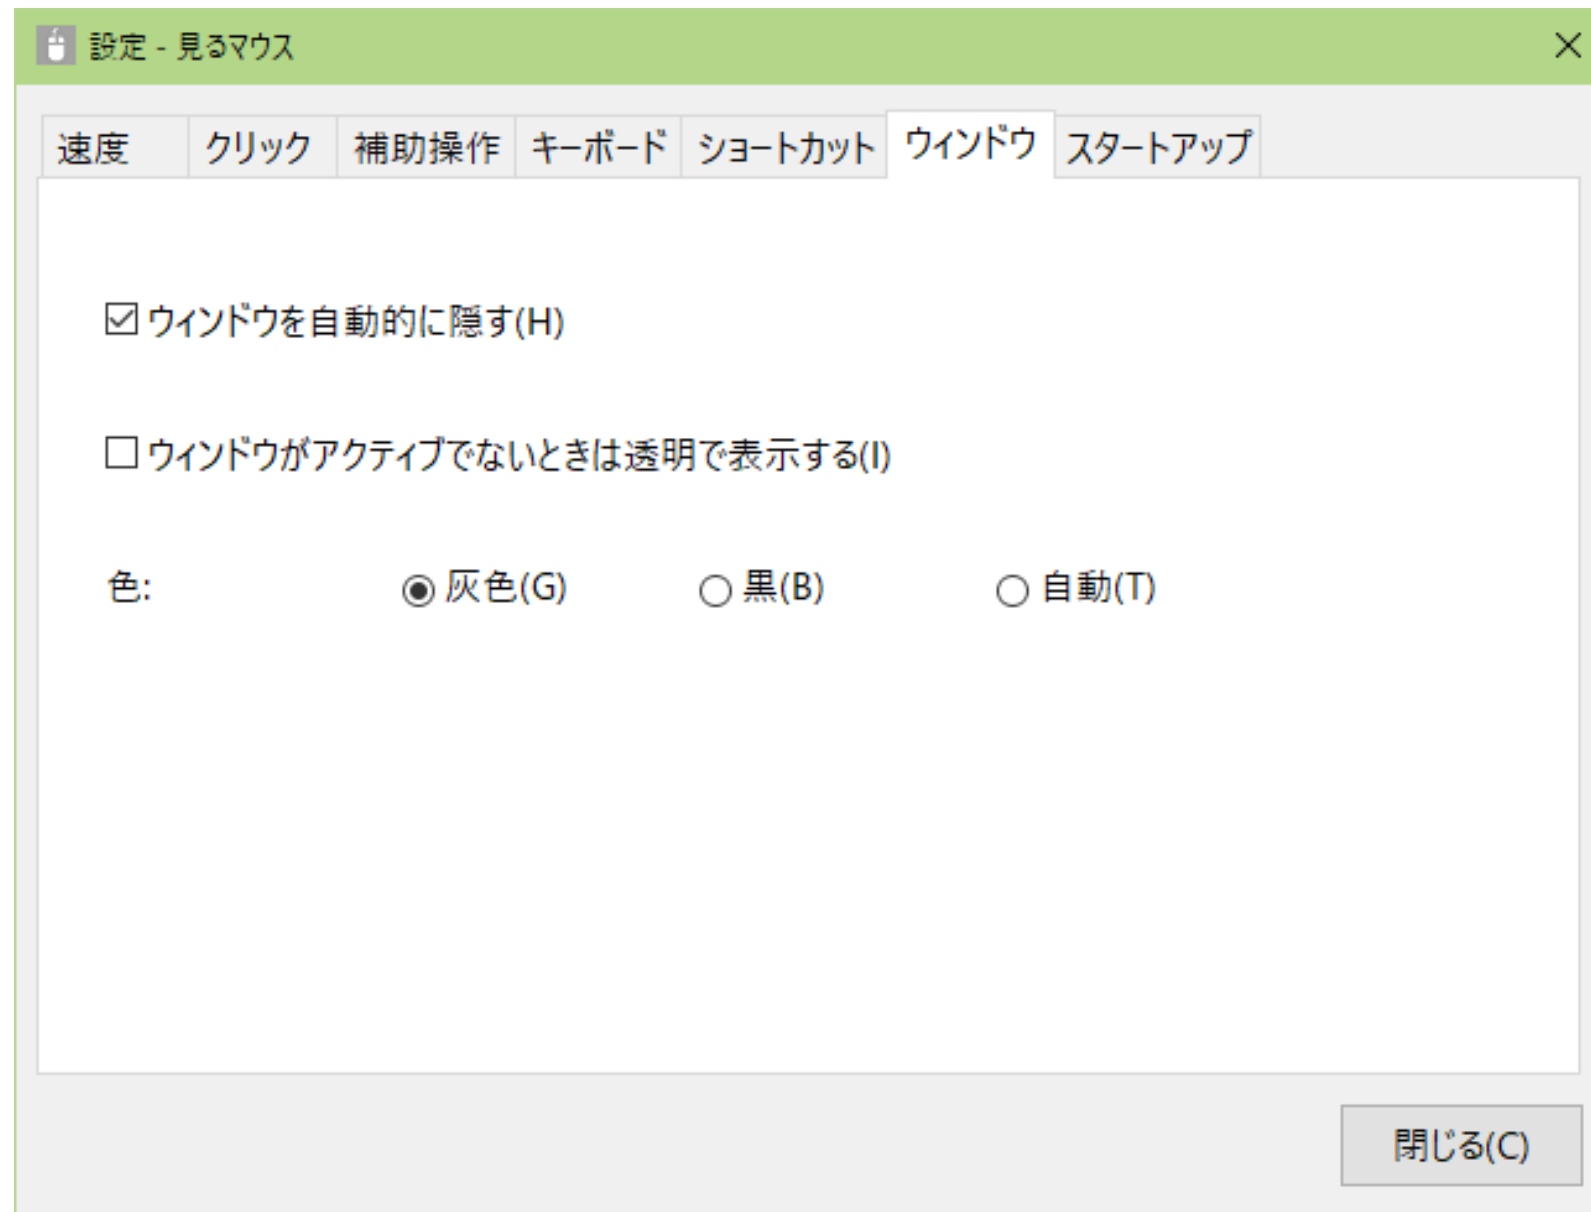 設定 - 見るマウス
速度 クリック 補助操作 キーボード ショートカット ウィンドウ スタートアップ
ウィンドウを自動的に隠す(H)
ウィンドウがアクティブでないときは透明で表示する(I)
色: 灰色(G) 黒(B) 自動(T)
閉じる(C)